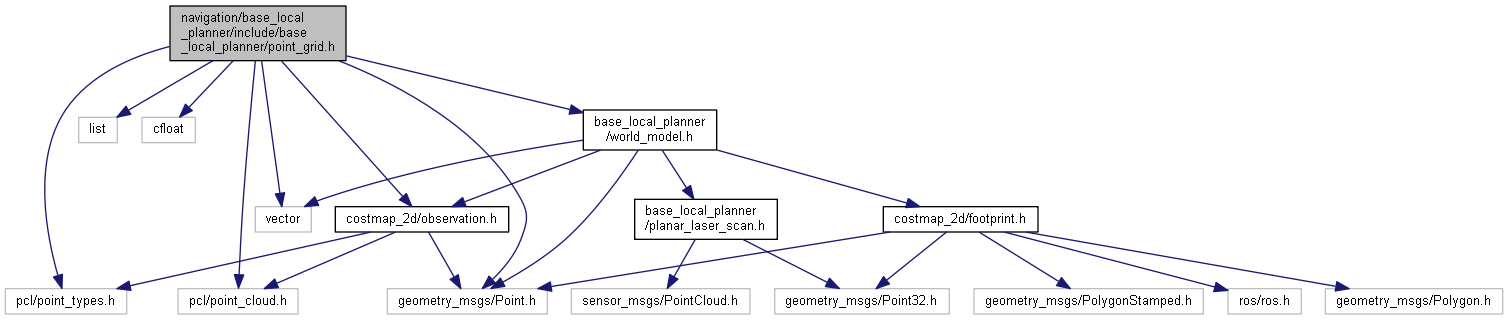 navigation/base_local
_planner/include/base
_local_planner/point_grid.h
list
cfloat
base_local_planner
/world_model.h
vector
costmap_2d/observation.h
base_local_planner
/planar_laser_scan.h
costmap_2d/footprint.h
pcl/point_types.h
pcl/point_cloud.h
geometry_msgs/Point.h
sensor_msgs/PointCloud.h
geometry_msgs/Point32.h
geometry_msgs/PolygonStamped.h
ros/ros.h
geometry_msgs/Polygon.h